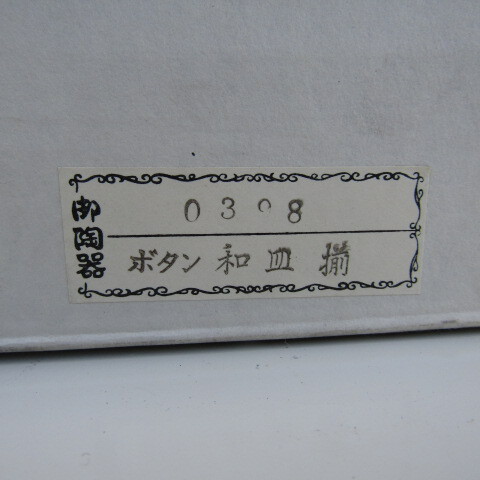 御陶器
0308
ボタン 和皿 揃